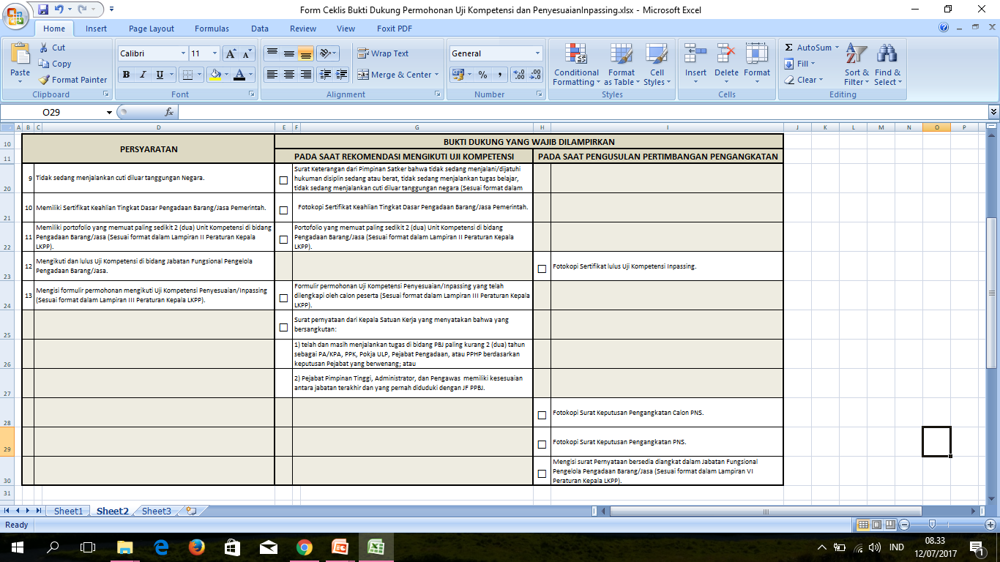 Form Ceklis Bukti Dukung Permohonan Uji Kompetensi dan PenyesuaianInpassing.xlsx - Microsoft Excel
Home Insert Page Layout Formulas Data Review View Foxit PDF
Paste
Cut
Copy
Format Painter
Clipboard
Calibri 11
B I U
Font
Wrap Text
Merge & Center
Alignment
General
% ,
Number
Conditional Formatting
Format as Table
Cell Styles
Styles
Insert Delete Format
Cells
AutoSum
Fill
Clear
Sort & Filter
Find & Select
Editing
O29
fx
A B C D E F G H I J K L M N O P
10
11
PERSYARATAN
BUKTI DUKUNG YANG WAJIB DILAMPIRKAN
PADA SAAT REKOMENDASI MENGIKUTI UJI KOMPETENSI
PADA SAAT PENGUSULAN PERTIMBANGAN PENGANGKATAN
20
9 Tidak sedang menjalankan cuti diluar tanggungan Negara.
Surat Keterangan dari Pimpinan Satker bahwa tidak sedang menjalani/dijatuhi
hukuman disiplin sedang atau berat, tidak sedang menjalankan tugas belajar,
tidak sedang menjalankan cuti diluar tanggungan negara (Sesuai format dalam
21
10 Memiliki Sertifikat Keahlian Tingkat Dasar Pengadaan Barang/Jasa Pemerintah.
Fotokopi Sertifikat Keahlian Tingkat Dasar Pengadaan Barang/Jasa Pemerintah.
22
11 Memiliki portofolio yang memuat paling sedikit 2 (dua) Unit Kompetensi di bidang
Pengadaan Barang/Jasa (Sesuai format dalam Lampiran II Peraturan Kepala
LKPP).
Portofolio yang memuat paling sedikit 2 (dua) Unit Kompetensi di bidang
Pengadaan Barang/Jasa (Sesuai format dalam Lampiran II Peraturan Kepala
LKPP).
23
12 Mengikuti dan lulus Uji Kompetensi di bidang Jabatan Fungsional Pengelola
Pengadaan Barang/Jasa.
Fotokopi Sertifikat lulus Uji Kompetensi Inpassing.
24
13 Mengisi formulir permohonan mengikuti Uji Kompetensi Penyesuaian/Inpassing
(Sesuai format dalam Lampiran III Peraturan Kepala LKPP).
Formulir permohonan Uji Kompetensi Penyesuaian/Inpassing yang telah
dilengkapi oleh calon peserta (Sesuai format dalam Lampiran III Peraturan Kepala
LKPP).
25
Surat pernyataan dari Kepala Satuan Kerja yang menyatakan bahwa yang
bersangkutan:
26
1) telah dan masih menjalankan tugas di bidang PBJ paling kurang 2 (dua) tahun
sebagai PA/KPA, PPK, Pokja ULP, Pejabat Pengadaan, atau PPHP berdasarkan
keputusan Pejabat yang berwenang; atau
27
2) Pejabat Pimpinan Tinggi, Administrator, dan Pengawas memiliki kesesuaian
antara jabatan terakhir dan yang pernah diduduki dengan JF PPBJ.
28
Fotokopi Surat Keputusan Pengangkatan Calon PNS.
29
Fotokopi Surat Keputusan Pengangkatan PNS.
30
Mengisi surat Pernyataan bersedia diangkat dalam Jabatan Fungsional
Pengelola Pengadaan Barang/Jasa (Sesuai format dalam Lampiran VI
Peraturan Kepala LKPP).
31
Sheet1 Sheet2 Sheet3
Ready
IND
08.33
12/07/2017
1